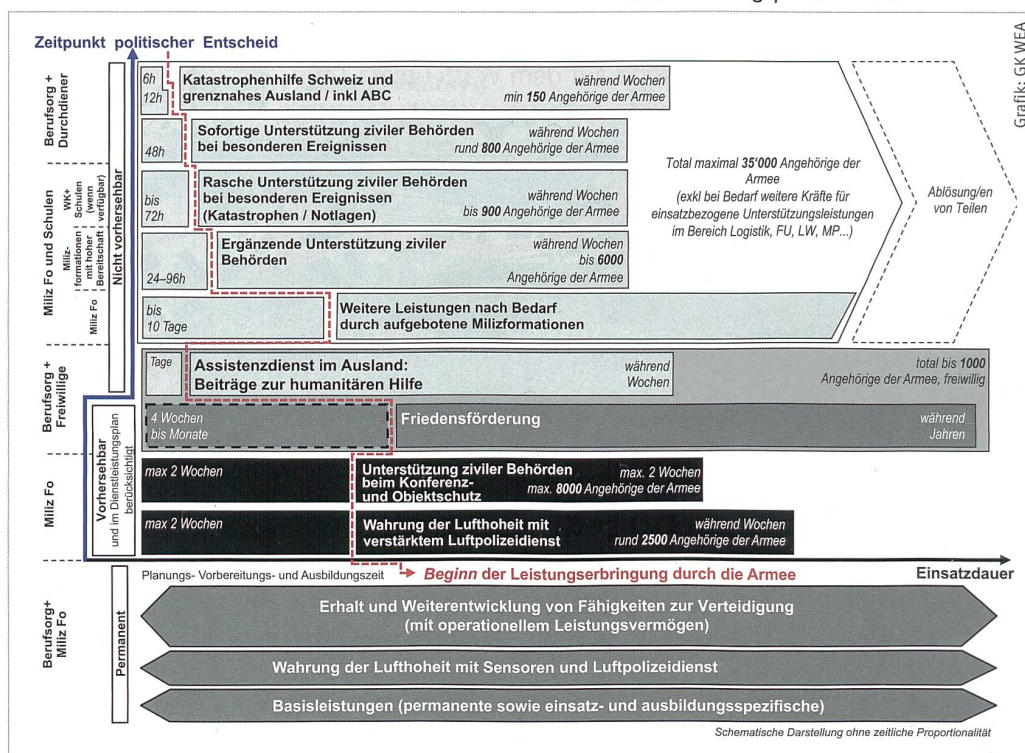 Zeitpunkt politischer Entscheid
Grafik: GK WEA
Berufsorg +
Durchdiener
Miliz Fo und Schulen
WK+
Schulen
(wenn
verfügbar)
Miliz-
formationen
mit hoher
Bereitschaft
Miliz Fo
Nicht vorhersehbar
6h
12h
Katastrophenhilfe Schweiz und
grenznahes Ausland / inkl ABC
während Wochen
min 150 Angehörige der Armee
48h
Sofortige Unterstützung ziviler Behörden
bei besonderen Ereignissen
während Wochen
rund 800 Angehörige der Armee
bis
72h
Rasche Unterstützung ziviler Behörden
bei besonderen Ereignissen
(Katastrophen / Notlagen)
während Wochen
bis 900 Angehörige der Armee
24–96h
Ergänzende Unterstützung ziviler
Behörden
während Wochen
bis 6000
Angehörige der Armee
bis
10 Tage
Weitere Leistungen nach Bedarf
durch aufgebotene Milizformationen
Total maximal 35'000 Angehörige der
Armee
(exkl bei Bedarf weitere Kräfte für
einsatzbezogene Unterstützungsleistungen
im Bereich Logistik, FU, LW, MP...)
Ablösung/en
von Teilen
Berufsorg +
Freiwillige
Tage
Assistenzdienst im Ausland:
Beiträge zur humanitären Hilfe
während
Wochen
total bis 1000
Angehörige der Armee, freiwillig
4 Wochen
bis Monate
Friedensförderung
während
Jahren
Vorhersehbar
und im Dienstleistungsplan
berücksichtigt
Miliz Fo
max 2 Wochen
Unterstützung ziviler Behörden
beim Konferenz-
und Objektschutz
max. 2 Wochen
max. 8000 Angehörige der Armee
max 2 Wochen
Wahrung der Lufthoheit mit
verstärktem Luftpolizeidienst
während Wochen
rund 2500 Angehörige der Armee
Planungs- Vorbereitungs- und Ausbildungszeit
Beginn der Leistungserbringung durch die Armee
Einsatzdauer
Berufsorg+
Miliz Fo
Permanent
Erhalt und Weiterentwicklung von Fähigkeiten zur Verteidigung
(mit operationellem Leistungsvermögen)
Wahrung der Lufthoheit mit Sensoren und Luftpolizeidienst
Basisleistungen (permanente sowie einsatz- und ausbildungsspezifische)
Schematische Darstellung ohne zeitliche Proportionalität